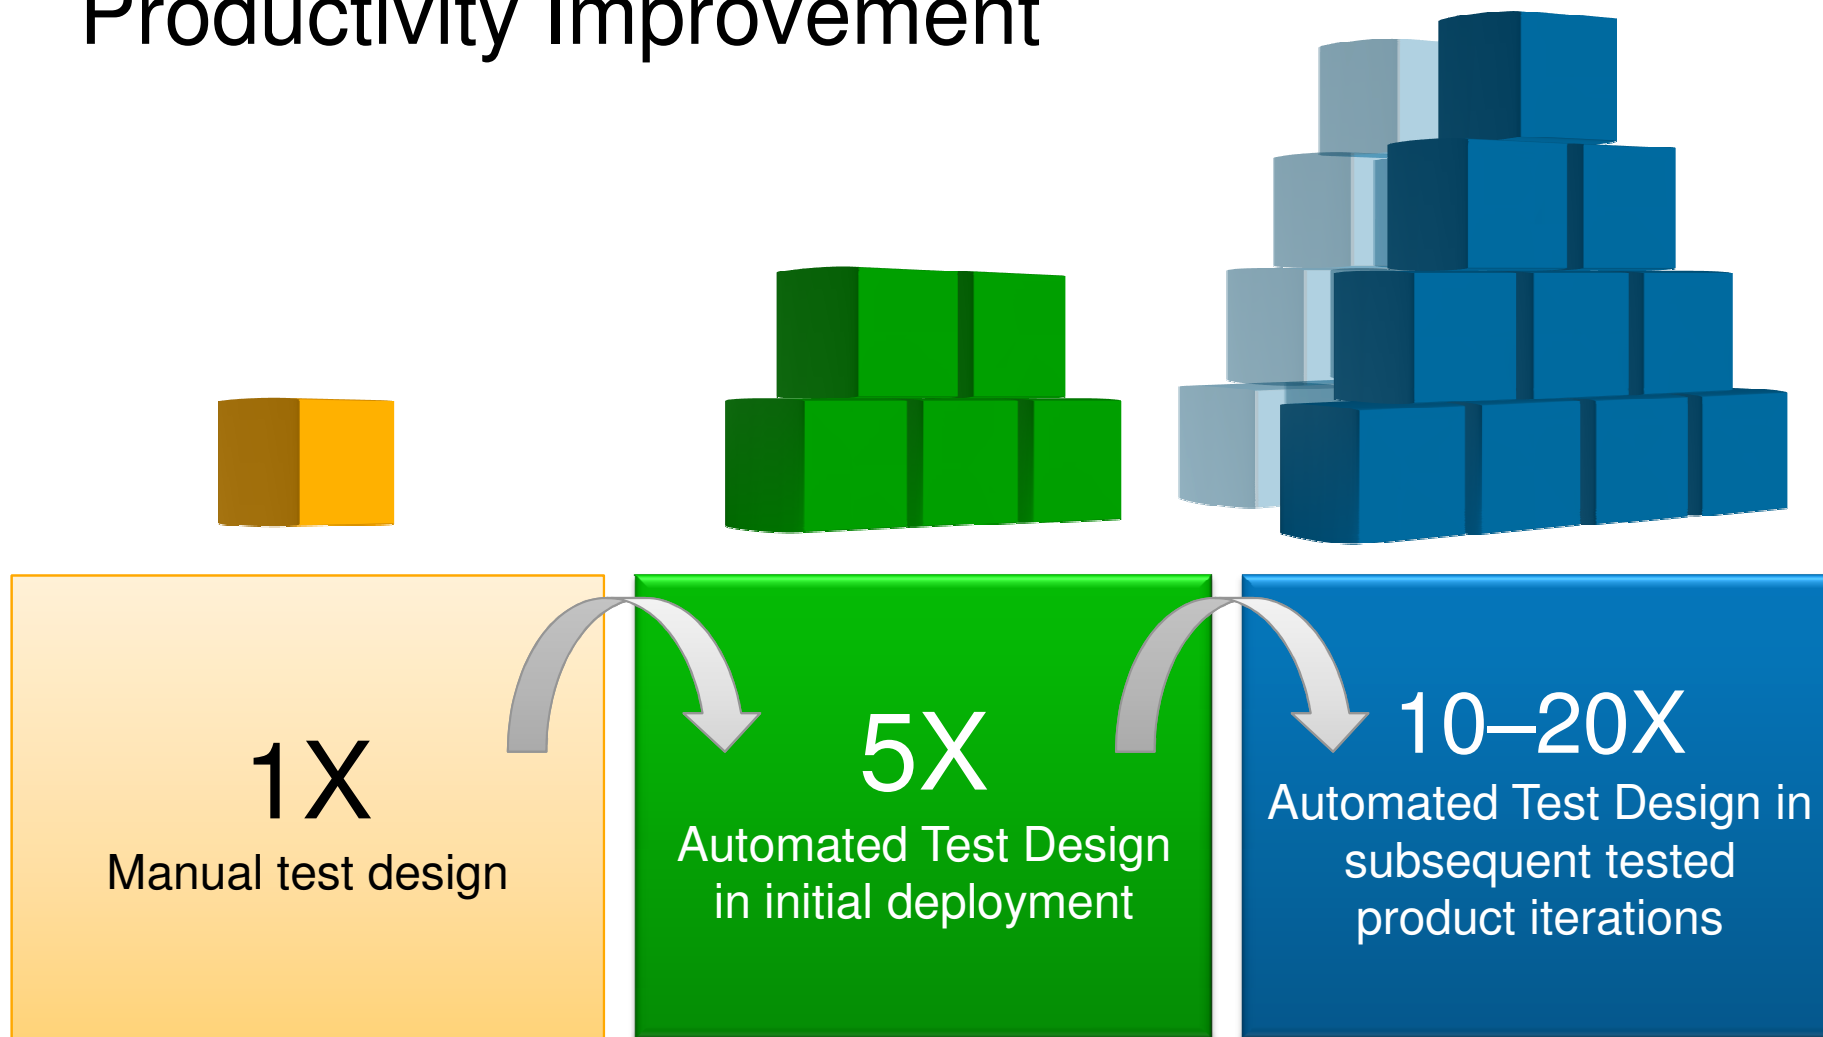 Productivity Improvement
1X
Manual test design
5X
Automated Test Design
in initial deployment
10–20X
Automated Test Design in
subsequent tested
product iterations